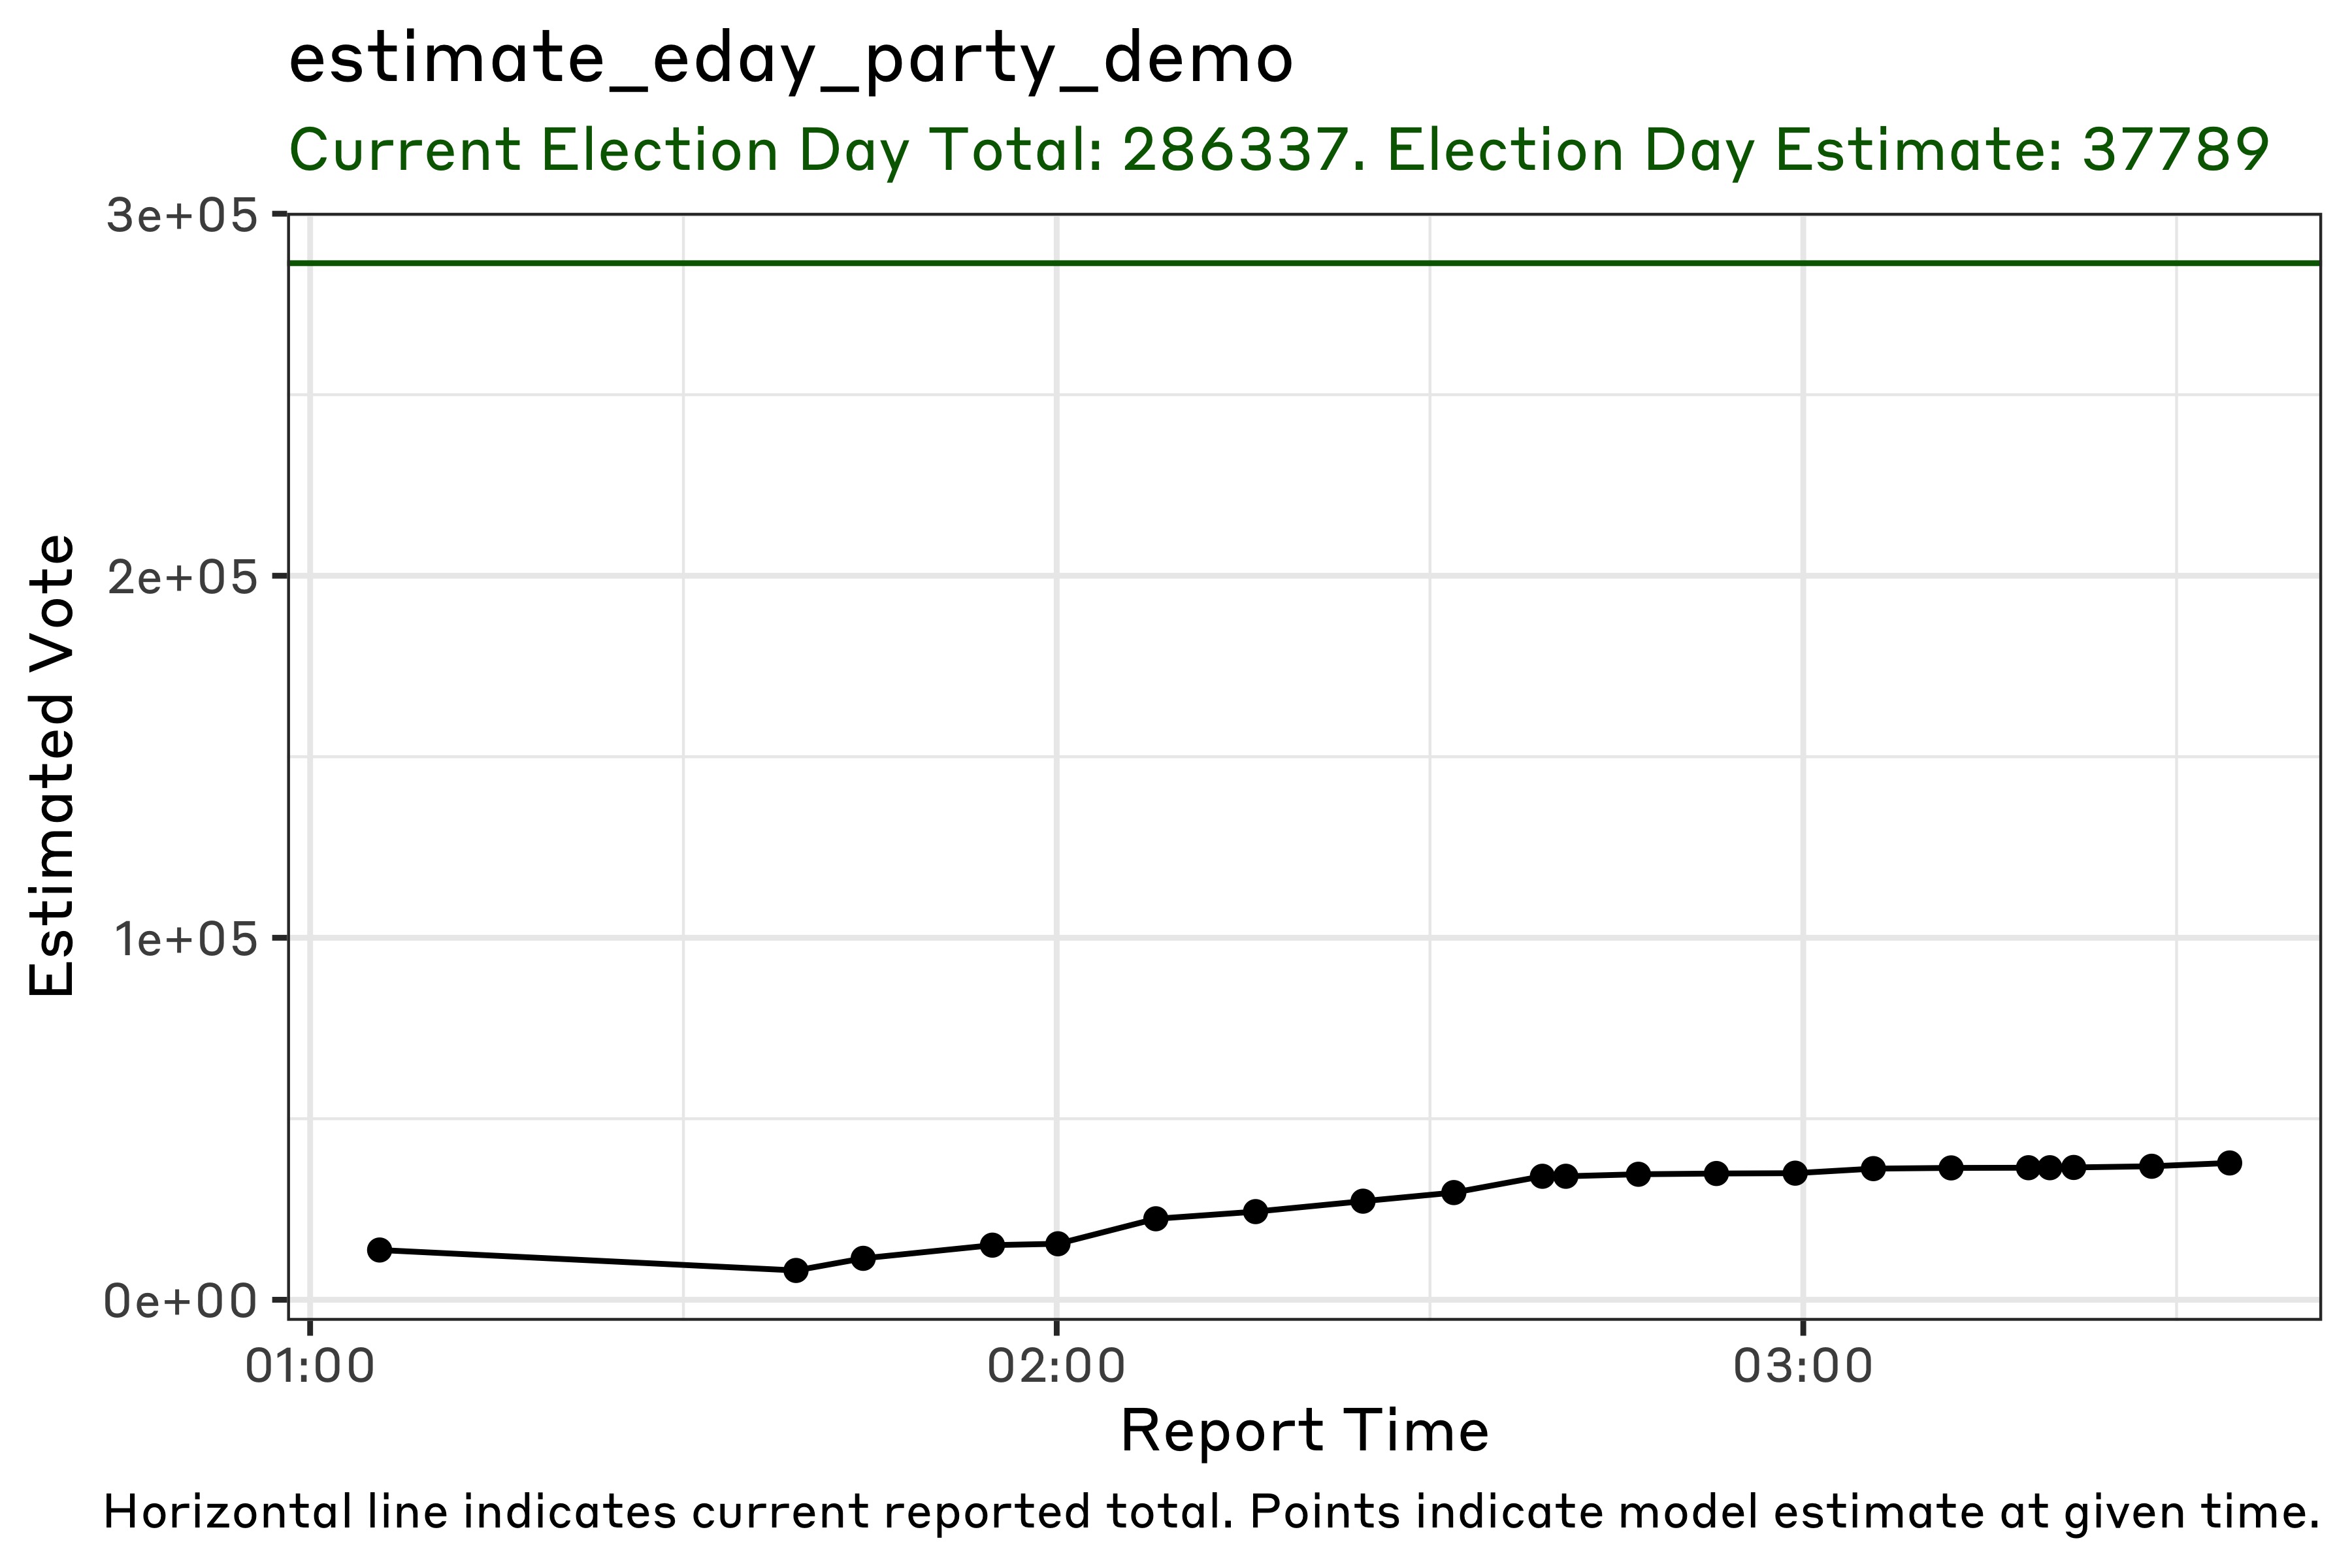 estimate_eday_party_demo
Current Election Day Total: 286337. Election Day Estimate: 37789
3e+05
2e+05
1e+05
0e+00
Estimated Vote
01:00 02:00 03:00
Report Time
Horizontal line indicates current reported total. Points indicate model estimate at given time.